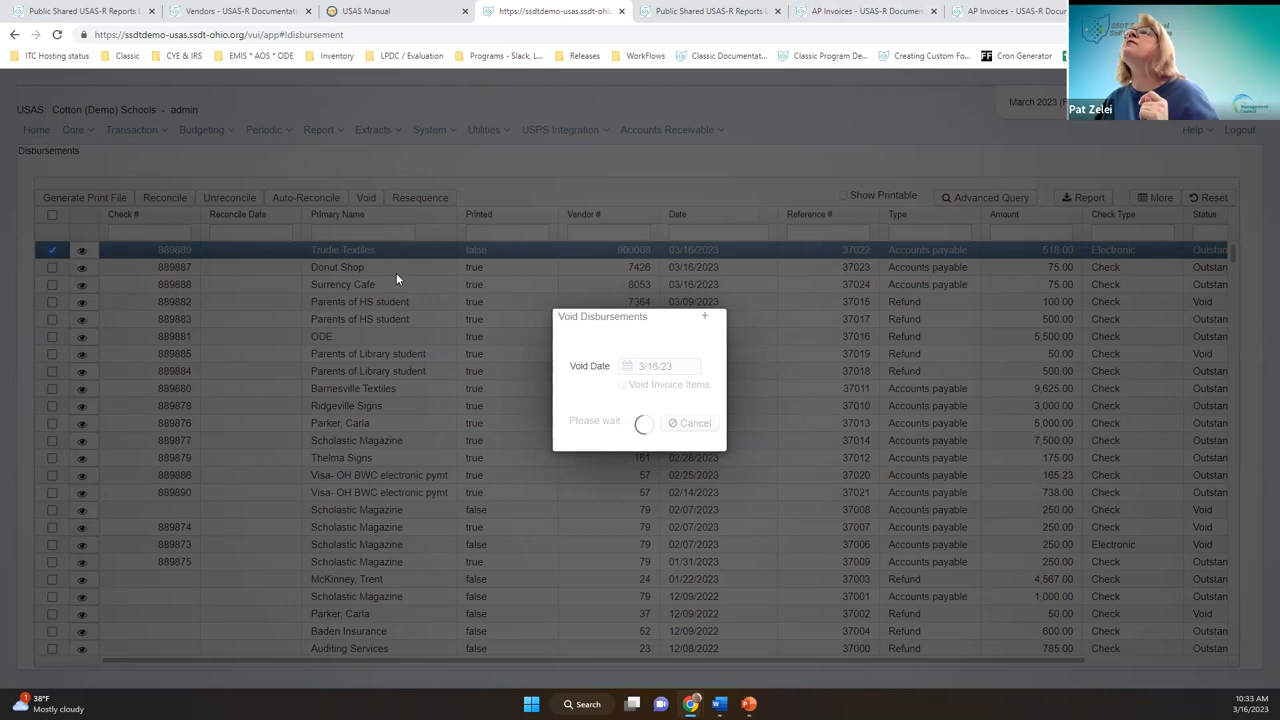 Public Shared USAS-R Reports L
Vendors - USAS-R Documentati
USAS Manual
https://ssdtdemo-usas.ssdt-ohi
Public Shared USAS-R Reports L
AP Invoices - USAS-R Documen
AP Invoices - USAS-R Docu
https://ssdtdemo-usas.ssdt-ohio.org/vui/app#!disbursement
ITC Hosting status
Classic
CYE & IRS
EMIS * AOS * ODE
Inventory
LPDC / Evaluation
Programs - Slack, L...
Releases
WorkFlows
Classic Documentat...
Classic Program De...
Creating Custom Fo...
FF Cron Generator
Pat Zelei
Management
Council
USAS: Cotton (Demo) Schools - admin
March 2023 (F
Home Core Transaction Budgeting Periodic Report Extracts System Utilities USPS Integration Accounts Receivable Help Logout
Disbursements
Generate Print File Reconcile Unreconcile Auto-Reconcile Void Resequence Show Printable Advanced Query Report More Reset
Check # Reconcile Date Primary Name Printed Vendor # Date Reference # Type Amount Check Type Status
889689 Trudie Textiles false 900008 03/16/2023 37022 Accounts payable 518.00 Electronic Outstan
889887 Donut Shop true 7426 03/16/2023 37023 Accounts payable 75.00 Check Outstan
889888 Surrency Cafe true 8053 03/16/2023 37024 Accounts payable 75.00 Check Outstan
889882 Parents of HS student true 7364 03/09/2023 37015 Refund 100.00 Check Void
889883 Parents of HS student true 37017 Refund 500.00 Check Outstan
889881 ODE true 37016 Refund 5,500.00 Check Outstan
889885 Parents of Library student true 37019 Refund 50.00 Check Void
889884 Parents of Library student true 37018 Refund 500.00 Check Outstan
889880 Barnesville Textiles true 37011 Accounts payable 9,625.00 Check Outstan
889878 Ridgeville Signs true 37010 Accounts payable 3,000.00 Check Outstan
889876 Parker, Carla true 37013 Accounts payable 5,000.00 Check Outstan
889877 Scholastic Magazine true 37014 Accounts payable 7,500.00 Check Outstan
889879 Thelma Signs true 161 02/28/2023 37012 Accounts payable 175.00 Check Outstan
889886 Visa- OH BWC electronic pymt true 57 02/25/2023 37020 Accounts payable 165.23 Check Outstan
889890 Visa- OH BWC electronic pymt true 57 02/14/2023 37021 Accounts payable 738.00 Check Outstan
Scholastic Magazine false 79 02/07/2023 37008 Accounts payable 250.00 Check Void
889874 Scholastic Magazine true 79 02/07/2023 37007 Accounts payable 250.00 Check Outstan
889873 Scholastic Magazine false 79 02/07/2023 37006 Accounts payable 250.00 Electronic Void
889875 Scholastic Magazine true 79 01/31/2023 37009 Accounts payable 250.00 Check Outstan
McKinney, Trent false 24 01/22/2023 37003 Refund 4,567.00 Check Outstan
Scholastic Magazine false 79 12/09/2022 37001 Accounts payable 1,000.00 Check Outstan
Parker, Carla false 37 12/09/2022 37002 Refund 50.00 Check Void
Baden Insurance false 52 12/09/2022 37004 Refund 600.00 Check Outstan
Auditing Services false 23 12/08/2022 37000 Refund 785.00 Check Outstan
Void Disbursements
Void Date 3/16/23
Void Invoice Items
Please wait... Cancel
38°F
Mostly cloudy
1
Search
10:33 AM
3/16/2023